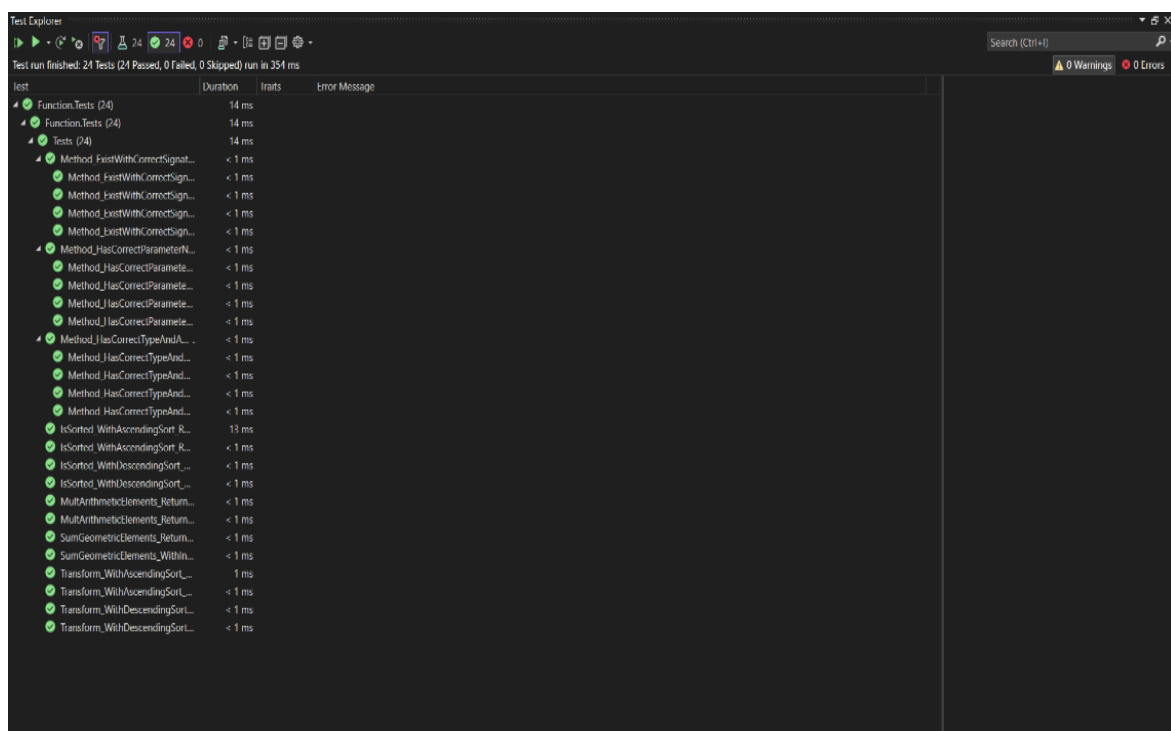 Test Explorer
24 24 0
Search (Ctrl+I)
Test run finished: 24 Tests (24 Passed, 0 Failed, 0 Skipped) run in 354 ms
0 Warnings 0 Errors
Test Duration Traits Error Message
Function.Tests (24) 14 ms
Function.Tests (24) 14 ms
Tests (24) 14 ms
Method_ExistWithCorrectSignat... < 1 ms
Method_ExistWithCorrectSign... < 1 ms
Method_ExistWithCorrectSign... < 1 ms
Method_ExistWithCorrectSign... < 1 ms
Method_ExistWithCorrectSign... < 1 ms
Method_HasCorrectParameterN... < 1 ms
Method_HasCorrectParamete... < 1 ms
Method_HasCorrectParamete... < 1 ms
Method_HasCorrectParamete... < 1 ms
Method_HasCorrectParamete... < 1 ms
Method_HasCorrectTypeAndA... < 1 ms
Method_HasCorrectTypeAnd... < 1 ms
Method_HasCorrectTypeAnd... < 1 ms
Method_HasCorrectTypeAnd... < 1 ms
Method_HasCorrectTypeAnd... < 1 ms
IsSorted_WithAscendingSort_R... 13 ms
IsSorted_WithAscendingSort_R... < 1 ms
IsSorted_WithDescendingSort_... < 1 ms
IsSorted_WithDescendingSort_... < 1 ms
MultArithmeticElements_Return... < 1 ms
MultArithmeticElements_Return... < 1 ms
SumGeometricElements_Return... < 1 ms
SumGeometricElements_WithIn... < 1 ms
Transform_WithAscendingSort_... 1 ms
Transform_WithAscendingSort_... < 1 ms
Transform_WithDescendingSort... < 1 ms
Transform_WithDescendingSort... < 1 ms